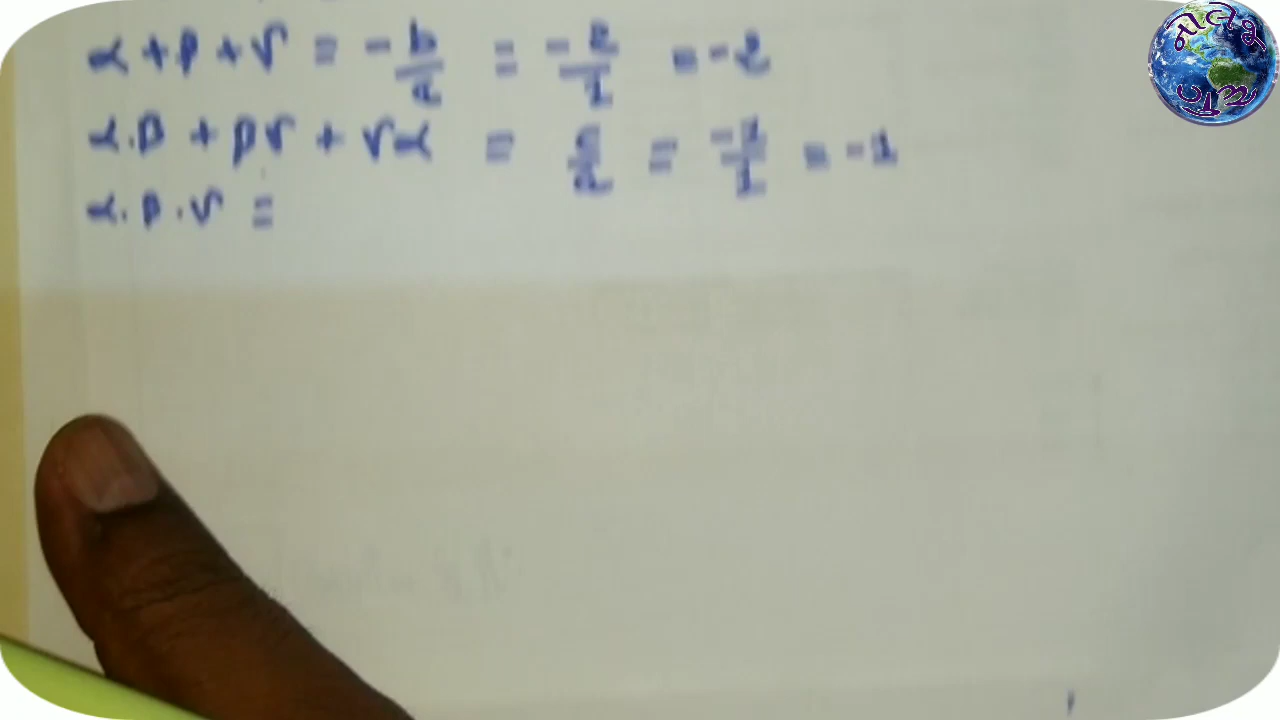 α + β + γ = -b/a = -2/1 = -2
α.β + βγ + γα = c/a = -1/1 = -1
α.β.γ =